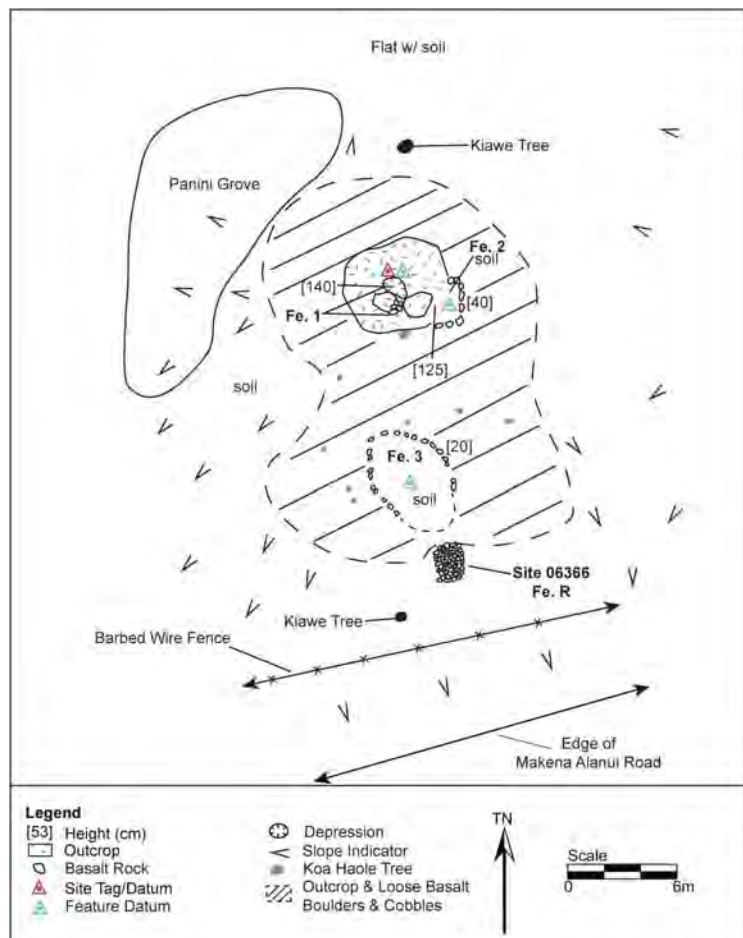 Flat w/ soil
Kiawe Tree
Panini Grove
Fe. 2
soil
[140]
[40]
Fe. 1
[125]
soil
[20]
Fe. 3
soil
Site 06366
Fe. R
Kiawe Tree
Barbed Wire Fence
Edge of
Makena Alanui Road
Legend
[53] Height (cm)
Outcrop
Basalt Rock
Site Tag/Datum
Feature Datum
Depression
Slope Indicator
Koa Haole Tree
Outcrop & Loose Basalt
Boulders & Cobbles
TN
Scale
0 6m